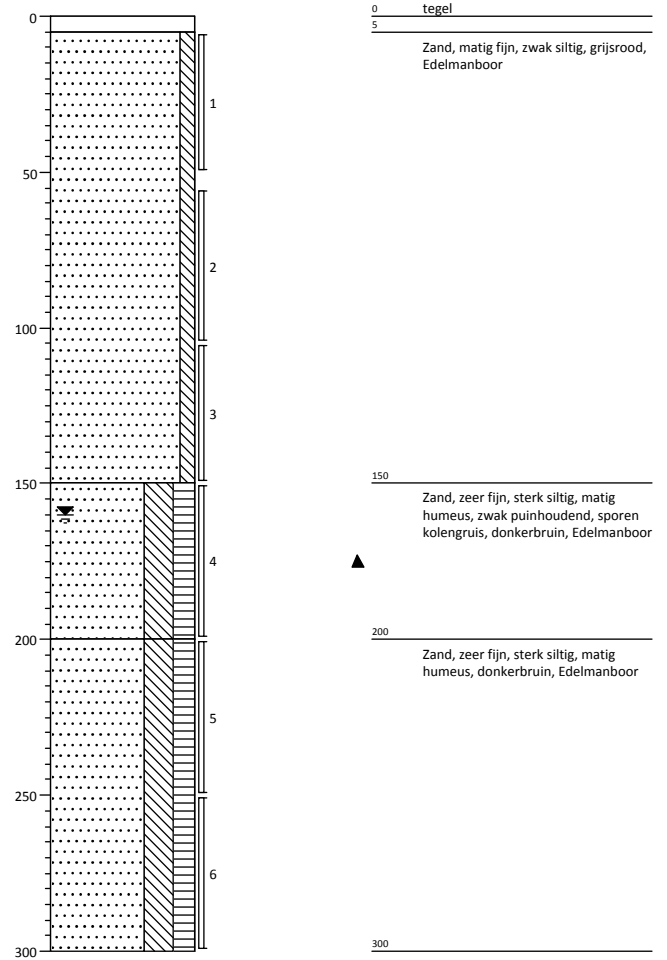 0
50
100
150
200
250
300
1
2
3
4
5
6
0
tegel
5
Zand, matig fijn, zwak siltig, grijsrood,
Edelmanboor
150
Zand, zeer fijn, sterk siltig, matig
humeus, zwak puinhoudend, sporen
kolengruis, donkerbruin, Edelmanboor
200
Zand, zeer fijn, sterk siltig, matig
humeus, donkerbruin, Edelmanboor
300